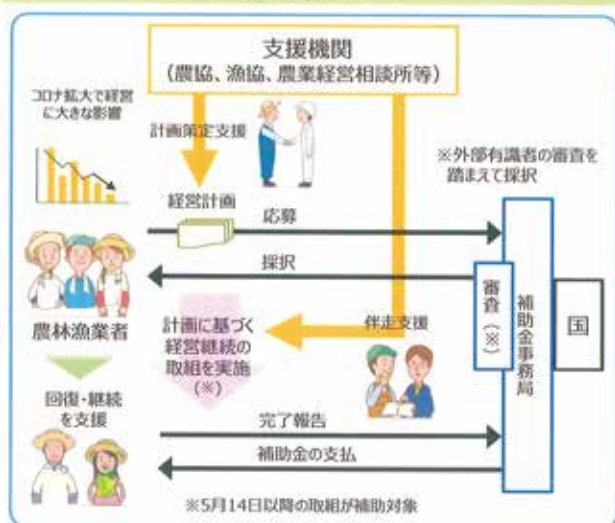 支援機関
（農協、漁協、農業経営相談所等）
コロナ拡大で経営
に大きな影響
計画策定支援
※外部有識者の審査を
踏まえて採択
経営計画
応募
採択
農林漁業者
審査（※）
補助金事務局
国
計画に基づく
経営継続の
取組を実施
（※）
伴走支援
回復・継続
を支援
完了報告
補助金の支払
※5月14日以降の取組が補助対象